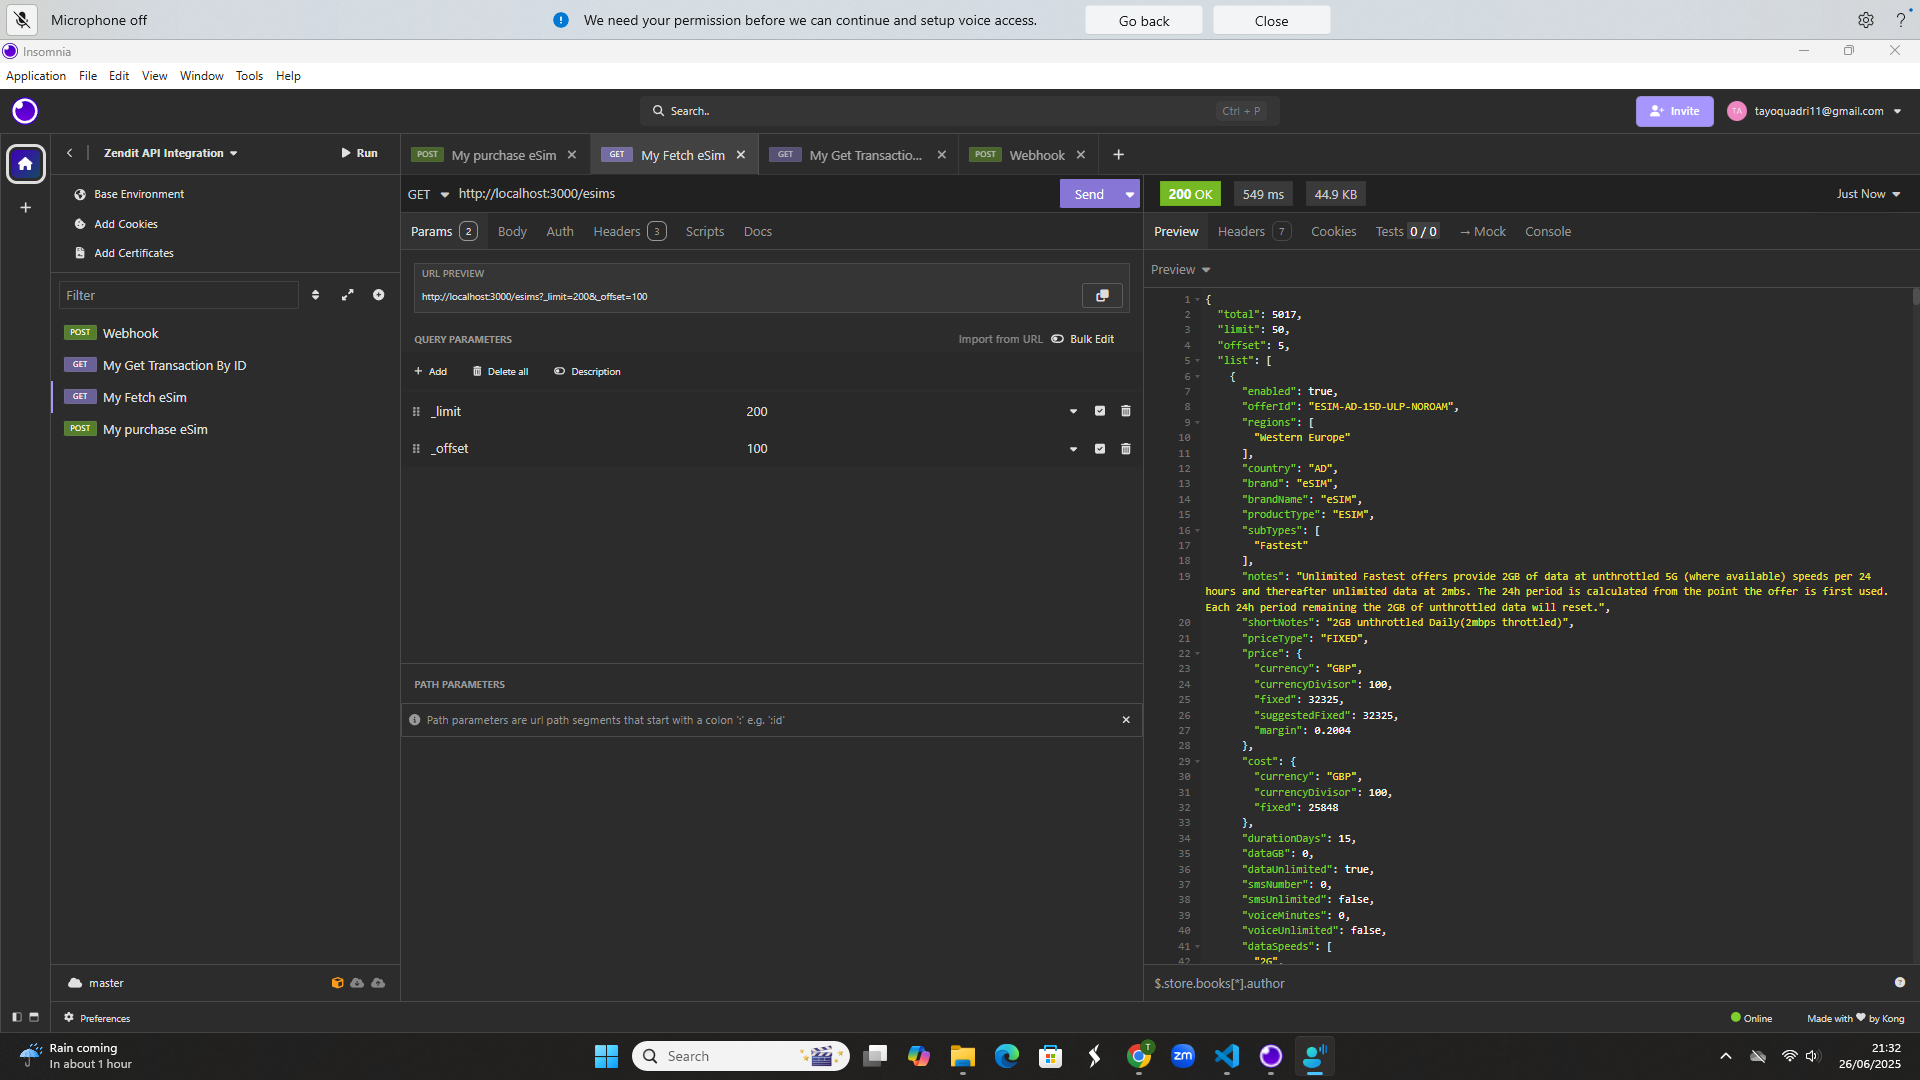 Microphone off
We need your permission before we can continue and setup voice access.
Go back
Close
Insomnia
Application File Edit View Window Tools Help
Search..
Ctrl + P
Invite
TA
tayoquadri11@gmail.com
Zendit API Integration
Run
POST My purchase eSim
GET My Fetch eSim
GET My Get Transactio...
POST Webhook
Base Environment
Add Cookies
Add Certificates
Filter
POST Webhook
GET My Get Transaction By ID
GET My Fetch eSim
POST My purchase eSim
GET http://localhost:3000/esims
Send
Params 2 Body Auth Headers 3 Scripts Docs
URL PREVIEW
http://localhost:3000/esims?_limit=200&_offset=100
QUERY PARAMETERS
Import from URL
Bulk Edit
Add
Delete all
Description
_limit 200
_offset 100
PATH PARAMETERS
Path parameters are url path segments that start with a colon ':' e.g. ':id'
200 OK
549 ms
44.9 KB
Just Now
Preview Headers 7 Cookies Tests 0 / 0 → Mock Console
Preview
1 {
2 "total": 5017,
3 "limit": 50,
4 "offset": 5,
5 "list": [
6 {
7 "enabled": true,
8 "offerId": "ESIM-AD-15D-ULP-NOROAM",
9 "regions": [
10 "Western Europe"
11 ],
12 "country": "AD",
13 "brand": "eSIM",
14 "brandName": "eSIM",
15 "productType": "ESIM",
16 "subTypes": [
17 "Fastest"
18 ],
19 "notes": "Unlimited Fastest offers provide 2GB of data at unthrottled 5G (where available) speeds per 24
hours and thereafter unlimited data at 2mbs. The 24h period is calculated from the point the offer is first used.
Each 24h period remaining the 2GB of unthrottled data will reset.",
20 "shortNotes": "2GB unthrottled Daily(2mbps throttled)",
21 "priceType": "FIXED",
22 "price": {
23 "currency": "GBP",
24 "currencyDivisor": 100,
25 "fixed": 32325,
26 "suggestedFixed": 32325,
27 "margin": 0.2004
28 },
29 "cost": {
30 "currency": "GBP",
31 "currencyDivisor": 100,
32 "fixed": 25848
33 },
34 "durationDays": 15,
35 "dataGB": 0,
36 "dataUnlimited": true,
37 "smsNumber": 0,
38 "smsUnlimited": false,
39 "voiceMinutes": 0,
40 "voiceUnlimited": false,
41 "dataSpeeds": [
42 "2G",
$.store.books[*].author
master
Preferences
Online
Made with ❤ by Kong
Rain coming
In about 1 hour
Search
T
zm
21:32
26/06/2025